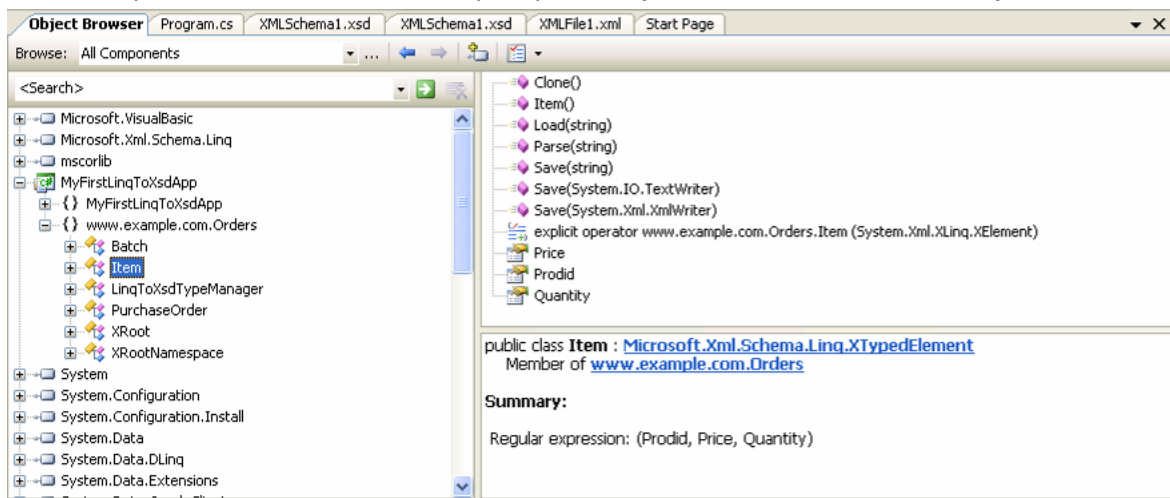 Object Browser Program.cs XMLSchema1.xsd XMLSchema1.xsd XMLFile1.xml Start Page
Browse: All Components ...
<Search>
Microsoft.VisualBasic
Microsoft.Xml.Schema.Linq
mscorlib
MyFirstLinqToXsdApp
{} MyFirstLinqToXsdApp
{} www.example.com.Orders
Batch
Item
LinqToXsdTypeManager
PurchaseOrder
XRoot
XRootNamespace
System
System.Configuration
System.Configuration.Install
System.Data
System.Data.DLinq
System.Data.Extensions
Clone()
Item()
Load(string)
Parse(string)
Save(string)
Save(System.IO.TextWriter)
Save(System.Xml.XmlWriter)
explicit operator www.example.com.Orders.Item (System.Xml.XLinq.XElement)
Price
Prodid
Quantity
public class Item : Microsoft.Xml.Schema.Linq.XTypedElement
Member of www.example.com.Orders
Summary:
Regular expression: (Prodid, Price, Quantity)